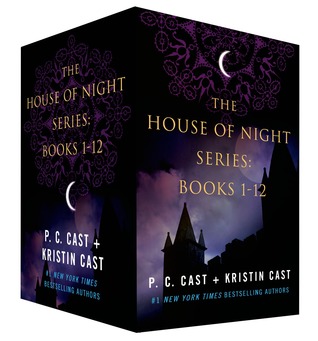 THE
HOUSE OF NIGHT
SERIES:
BOOKS 1-12
P. C. CAST +
KRISTIN CAST
#1 NEW YORK TIMES
BESTSELLING AUTHORS
THE
HOUSE OF NIGHT
SERIES:
BOOKS 1-12
P. C. CAST + KRISTIN CAST
#1 NEW YORK TIMES BESTSELLING AUTHORS